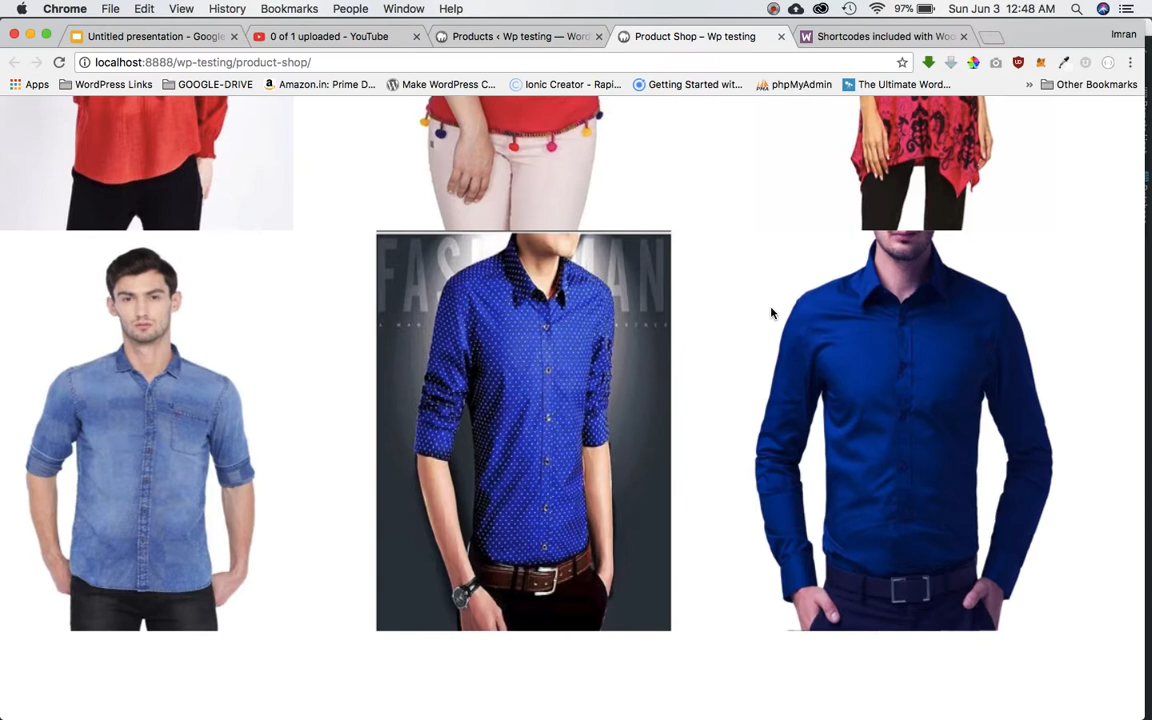 Chrome File Edit View History Bookmarks People Window Help 97% Sun Jun 3 12:48 AM
Untitled presentation - Google 0 of 1 uploaded - YouTube Products ‹ Wp testing — Word Product Shop – Wp testing Shortcodes included with Woo Imran
localhost:8888/wp-testing/product-shop/
Apps WordPress Links GOOGLE-DRIVE Amazon.in: Prime D... Make WordPress C... Ionic Creator - Rapi... Getting Started wit... phpMyAdmin The Ultimate Word... » Other Bookmarks